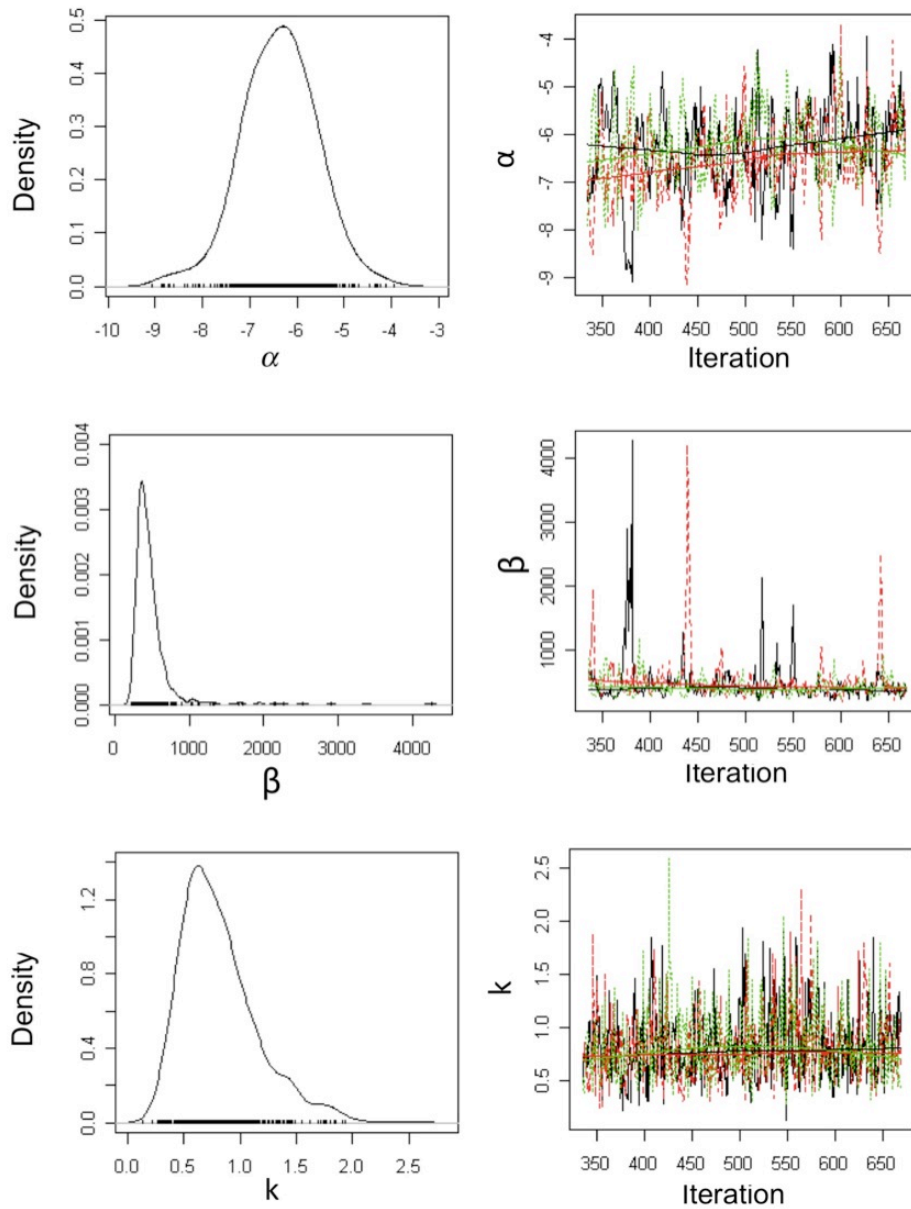 Density
0.0 0.1 0.2 0.3 0.4 0.5
-10 -9 -8 -7 -6 -5 -4 -3
α
α
-9 -8 -7 -6 -5 -4
350 400 450 500 550 600 650
Iteration
Density
0.000 0.001 0.002 0.003 0.004
0 1000 2000 3000 4000
β
β
1000 2000 3000 4000
350 400 450 500 550 600 650
Iteration
Density
0.0 0.4 0.8 1.2
0.0 0.5 1.0 1.5 2.0 2.5
k
k
0.5 1.0 1.5 2.0 2.5
350 400 450 500 550 600 650
Iteration